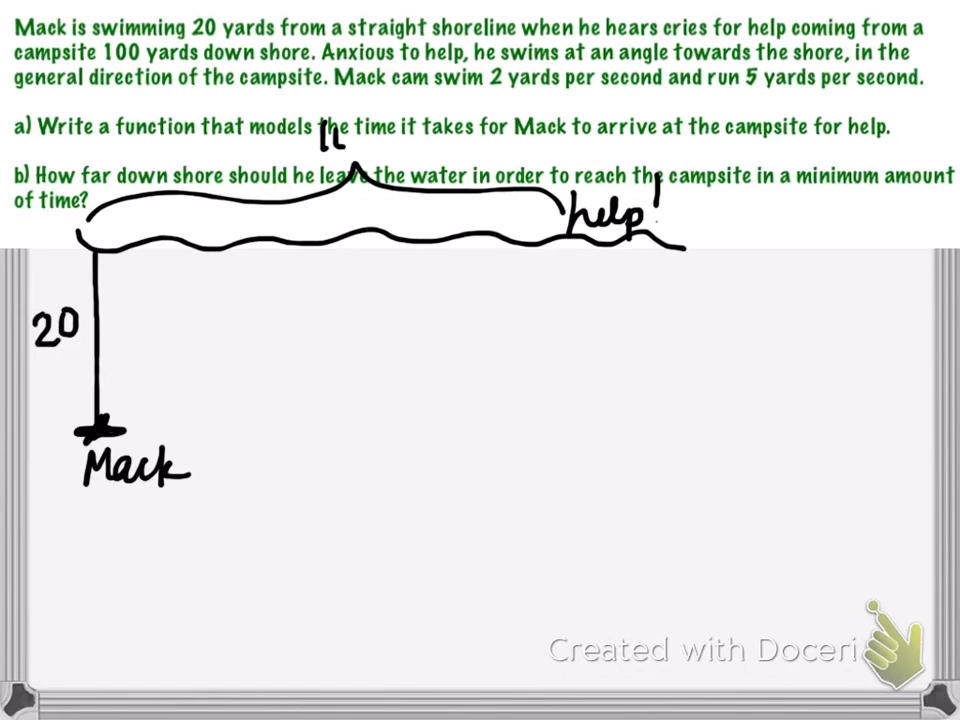 Mack is swimming 20 yards from a straight shoreline when he hears cries for help coming from a
campsite 100 yards down shore. Anxious to help, he swims at an angle towards the shore, in the
general direction of the campsite. Mack cam swim 2 yards per second and run 5 yards per second.
a) Write a function that models the time it takes for Mack to arrive at the campsite for help.
b) How far down shore should he leave the water in order to reach the campsite in a minimum amount
of time?
help!
20
Mack
Created with Doceri